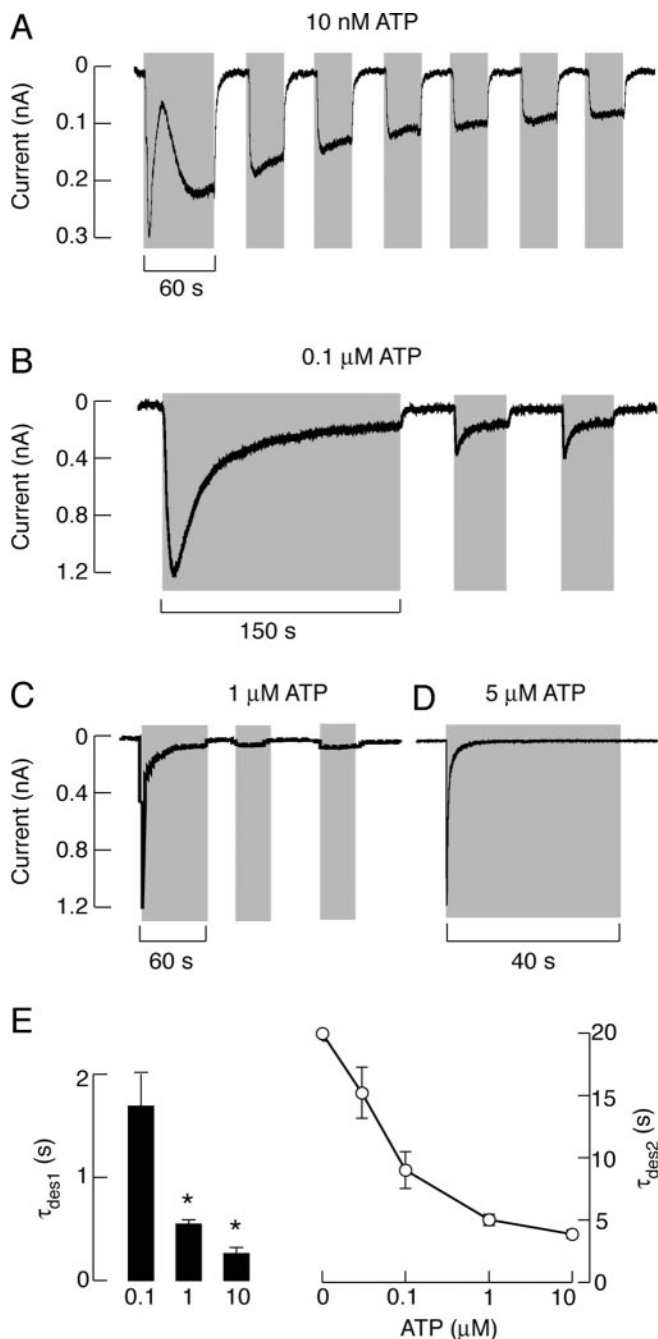 A
10 nM ATP
0
0.1
0.2
0.3
Current (nA)
60 s
B
0.1 μM ATP
0
0.4
0.8
1.2
Current (nA)
150 s
C
1 μM ATP
D
5 μM ATP
0
0.4
0.8
1.2
Current (nA)
60 s
40 s
E
2
1
0
τdes1 (s)
* *
0.1 1 10
20
15
10
5
0
τdes2 (s)
0 0.1 1 10
ATP (μM)